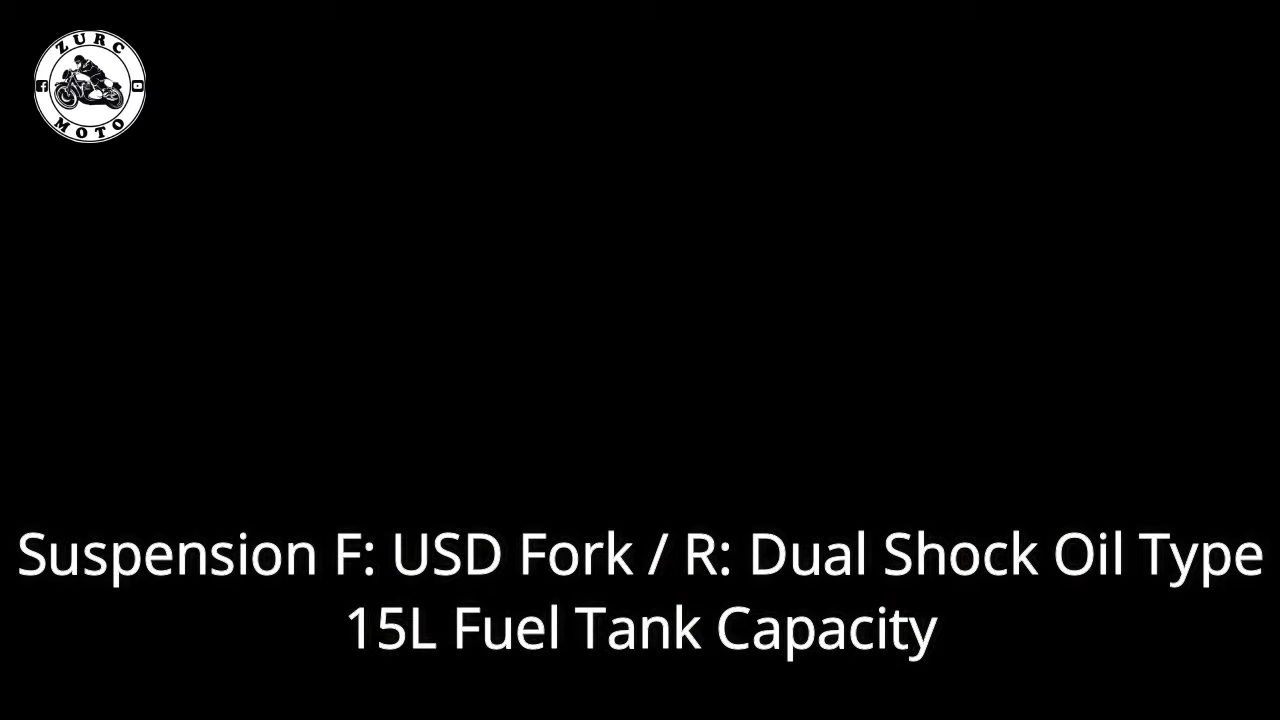 ZURC
MOTO
Suspension F: USD Fork / R: Dual Shock Oil Type
15L Fuel Tank Capacity